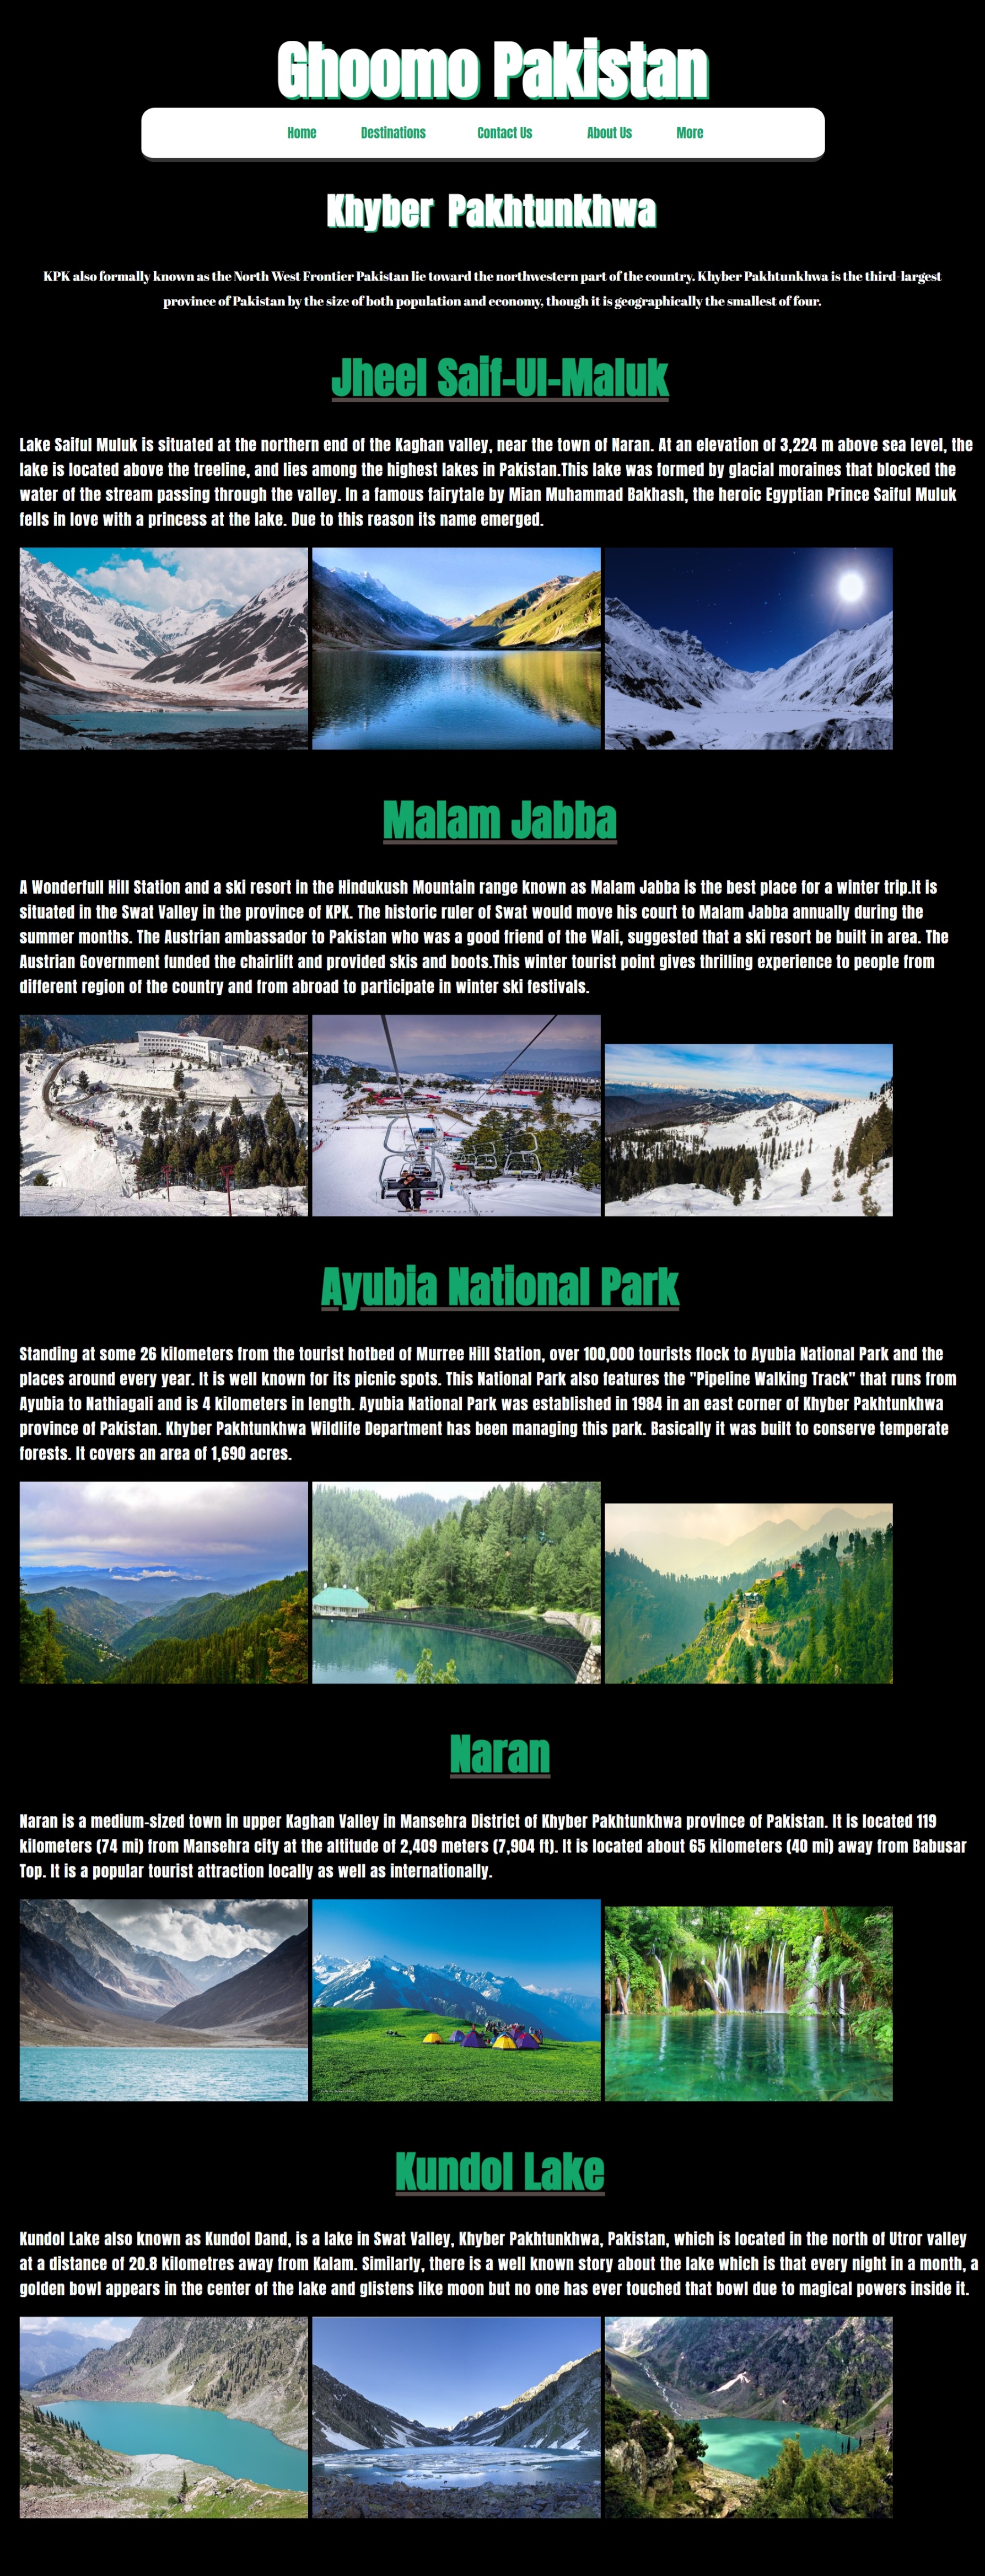 Ghoomo Pakistan
Home Destinations Contact Us About Us More
Khyber Pakhtunkhwa
KPK also formally known as the North West Frontier Pakistan lie toward the northwestern part of the country. Khyber Pakhtunkhwa is the third-largest
province of Pakistan by the size of both population and economy, though it is geographically the smallest of four.
Jheel Saif-Ul-Maluk
Lake Saiful Muluk is situated at the northern end of the Kaghan valley, near the town of Naran. At an elevation of 3,224 m above sea level, the
lake is located above the treeline, and lies among the highest lakes in Pakistan.This lake was formed by glacial moraines that blocked the
water of the stream passing through the valley. In a famous fairytale by Mian Muhammad Bakhash, the heroic Egyptian Prince Saiful Muluk
fells in love with a princess at the lake. Due to this reason its name emerged.
Malam Jabba
A Wonderfull Hill Station and a ski resort in the Hindukush Mountain range known as Malam Jabba is the best place for a winter trip.It is
situated in the Swat Valley in the province of KPK. The historic ruler of Swat would move his court to Malam Jabba annually during the
summer months. The Austrian ambassador to Pakistan who was a good friend of the Wali, suggested that a ski resort be built in area. The
Austrian Government funded the chairlift and provided skis and boots.This winter tourist point gives thrilling experience to people from
different region of the country and from abroad to participate in winter ski festivals.
Ayubia National Park
Standing at some 26 kilometers from the tourist hotbed of Murree Hill Station, over 100,000 tourists flock to Ayubia National Park and the
places around every year. It is well known for its picnic spots. This National Park also features the "Pipeline Walking Track" that runs from
Ayubia to Nathiagali and is 4 kilometers in length. Ayubia National Park was established in 1984 in an east corner of Khyber Pakhtunkhwa
province of Pakistan. Khyber Pakhtunkhwa Wildlife Department has been managing this park. Basically it was built to conserve temperate
forests. It covers an area of 1,690 acres.
Naran
Naran is a medium-sized town in upper Kaghan Valley in Mansehra District of Khyber Pakhtunkhwa province of Pakistan. It is located 119
kilometers (74 mi) from Mansehra city at the altitude of 2,409 meters (7,904 ft). It is located about 65 kilometers (40 mi) away from Babusar
Top. It is a popular tourist attraction locally as well as internationally.
Kundol Lake
Kundol Lake also known as Kundol Dand, is a lake in Swat Valley, Khyber Pakhtunkhwa, Pakistan, which is located in the north of Utror valley
at a distance of 20.8 kilometres away from Kalam. Similarly, there is a well known story about the lake which is that every night in a month, a
golden bowl appears in the center of the lake and glistens like moon but no one has ever touched that bowl due to magical powers inside it.